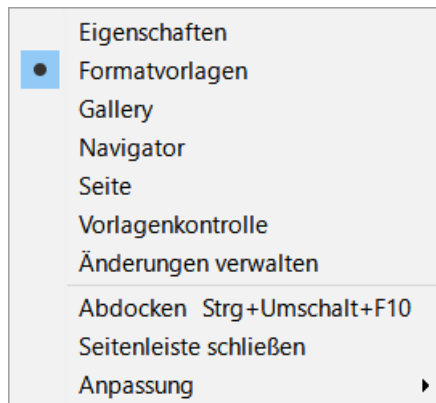 Eigenschaften
Formatvorlagen
Gallery
Navigator
Seite
Vorlagenkontrolle
Änderungen verwalten
Abdocken Strg+Umschalt+F10
Seitenleiste schließen
Anpassung